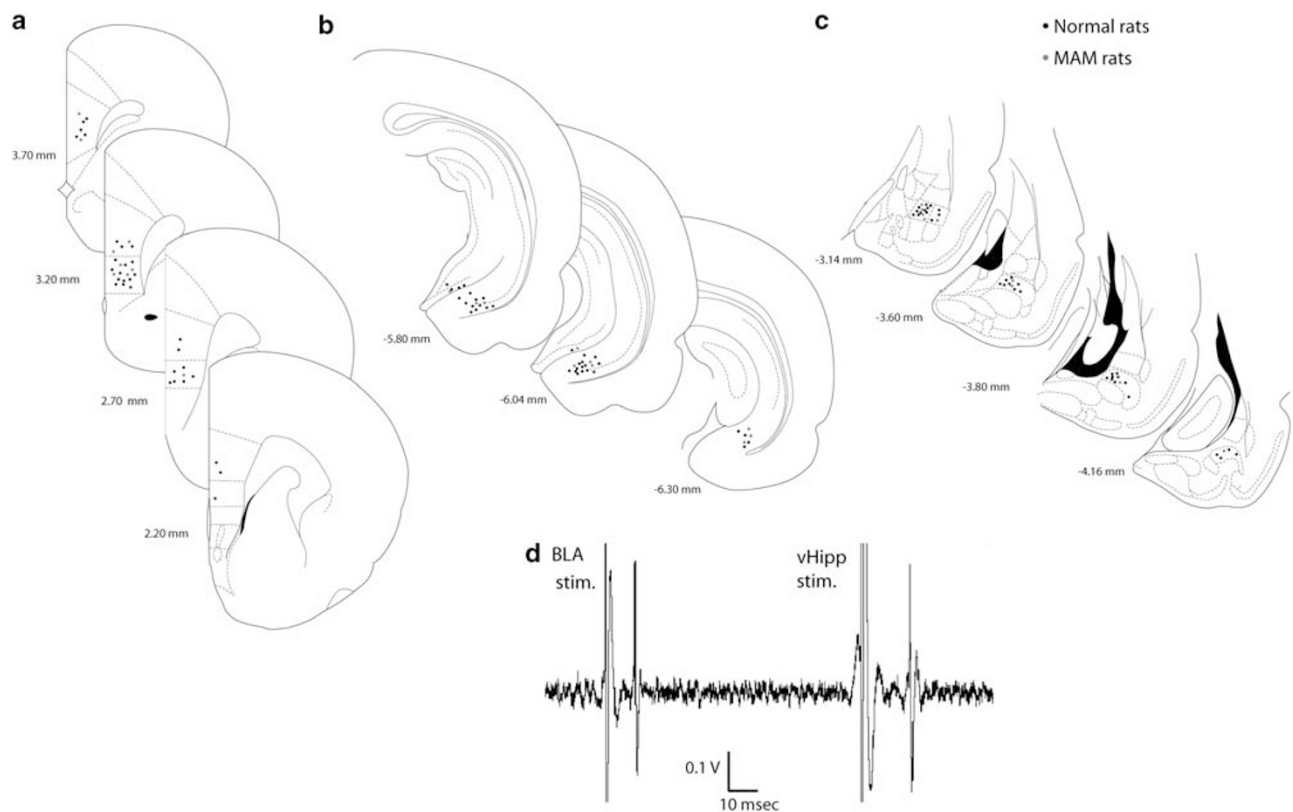 a
b
c
• Normal rats
• MAM rats
3.70 mm
3.20 mm
2.70 mm
2.20 mm
-5.80 mm
-6.04 mm
-6.30 mm
-3.14 mm
-3.60 mm
-3.80 mm
-4.16 mm
d
BLA
stim.
vHipp
stim.
0.1 V
10 msec